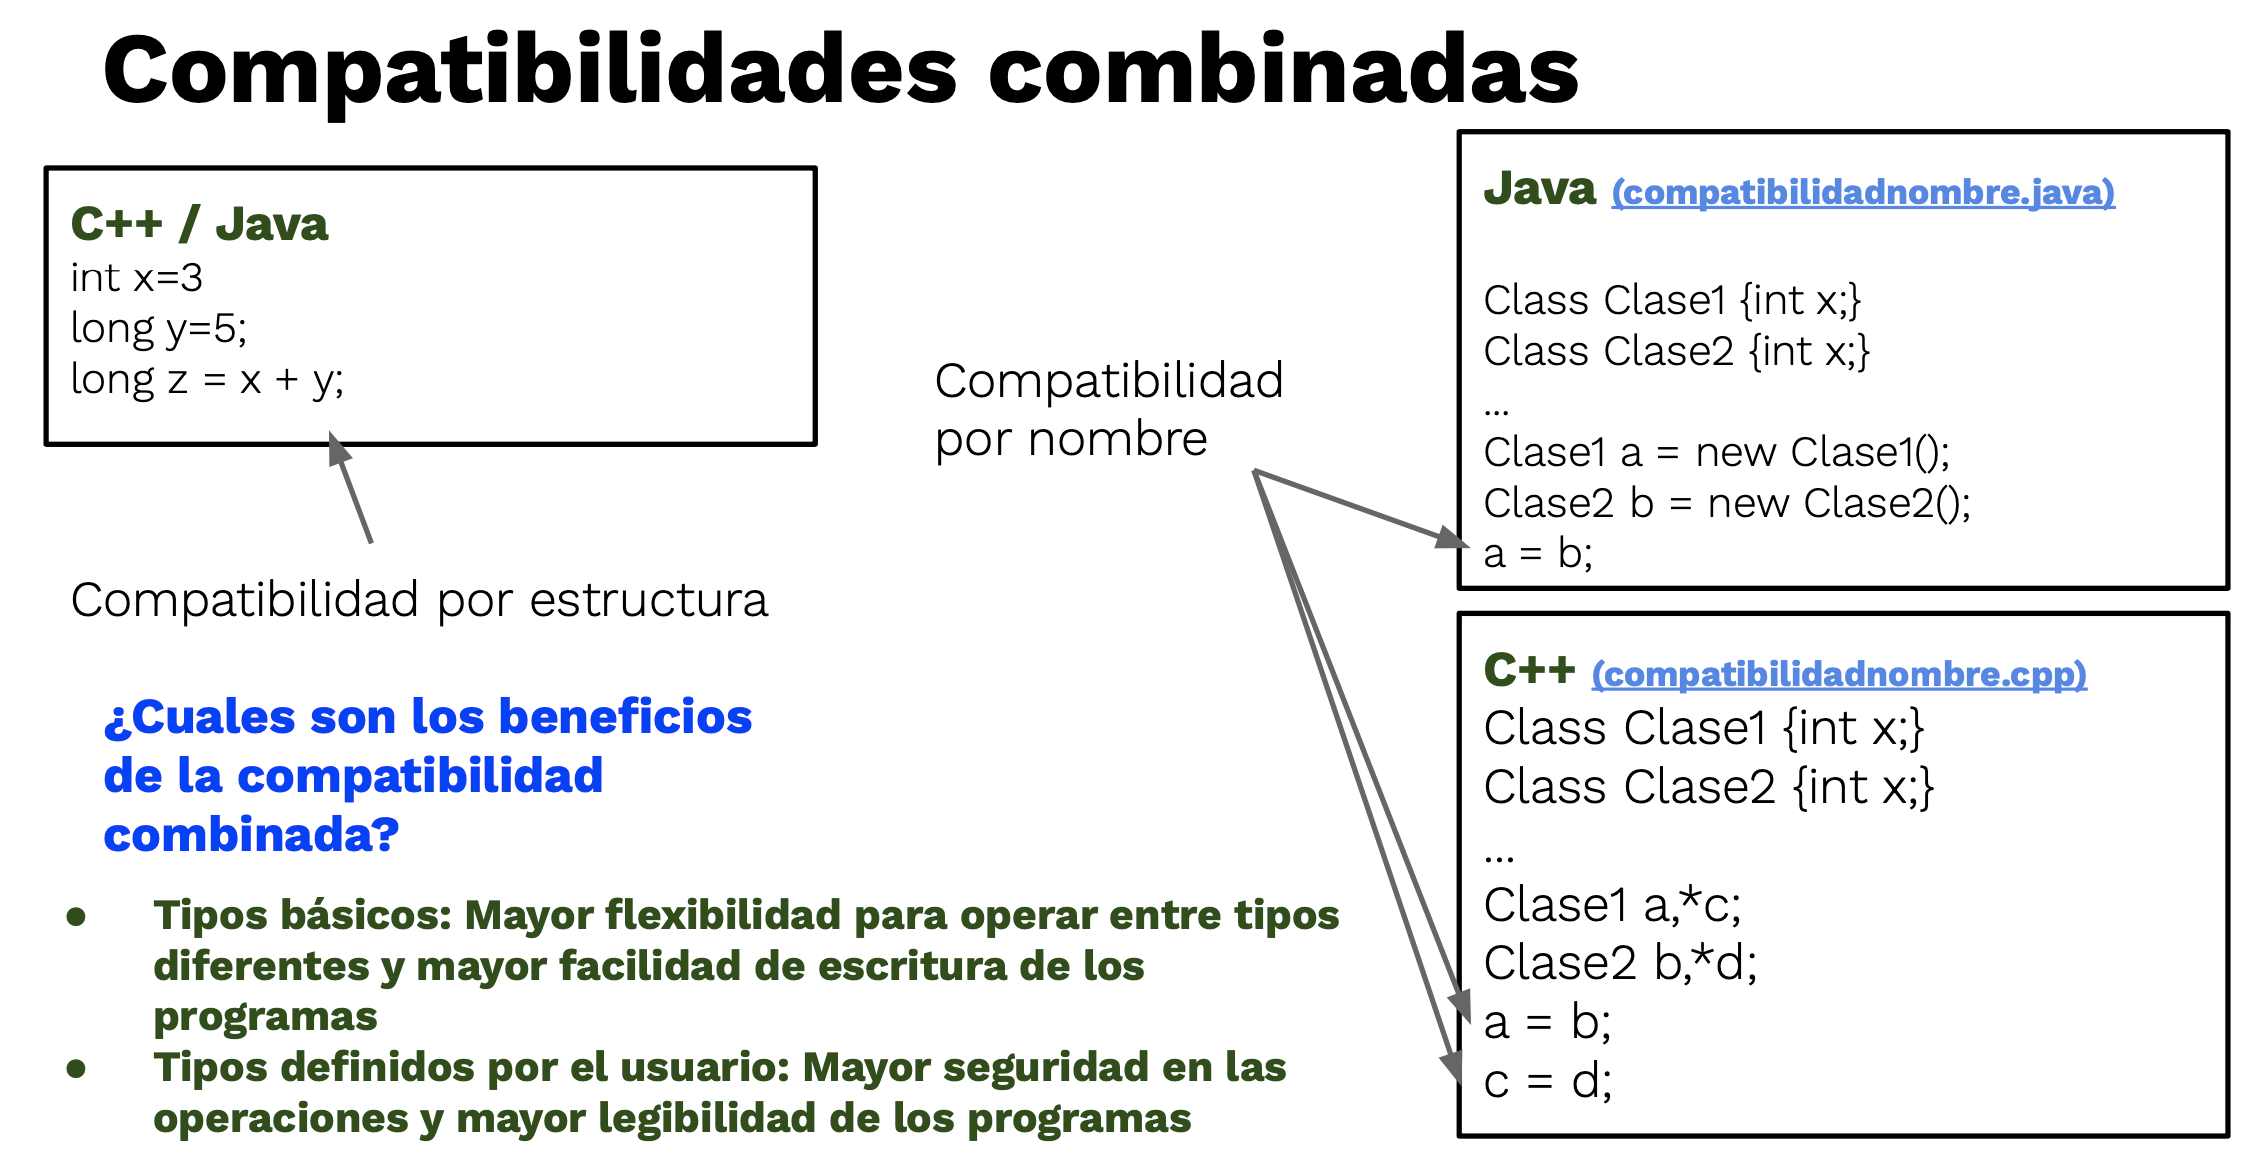 Compatibilidades combinadas
C++ / Java
int x=3
long y=5;
long z = x + y;
Compatibilidad por estructura
Compatibilidad
por nombre
Java (compatibilidadnombre.java)
Class Clase1 {int x;}
Class Clase2 {int x;}
...
Clase1 a = new Clase1();
Clase2 b = new Clase2();
a = b;
C++ (compatibilidadnombre.cpp)
Class Clase1 {int x;}
Class Clase2 {int x;}
...
Clase1 a,*c;
Clase2 b,*d;
a = b;
c = d;
¿Cuales son los beneficios
de la compatibilidad
combinada?
● Tipos básicos: Mayor flexibilidad para operar entre tipos
diferentes y mayor facilidad de escritura de los
programas
● Tipos definidos por el usuario: Mayor seguridad en las
operaciones y mayor legibilidad de los programas